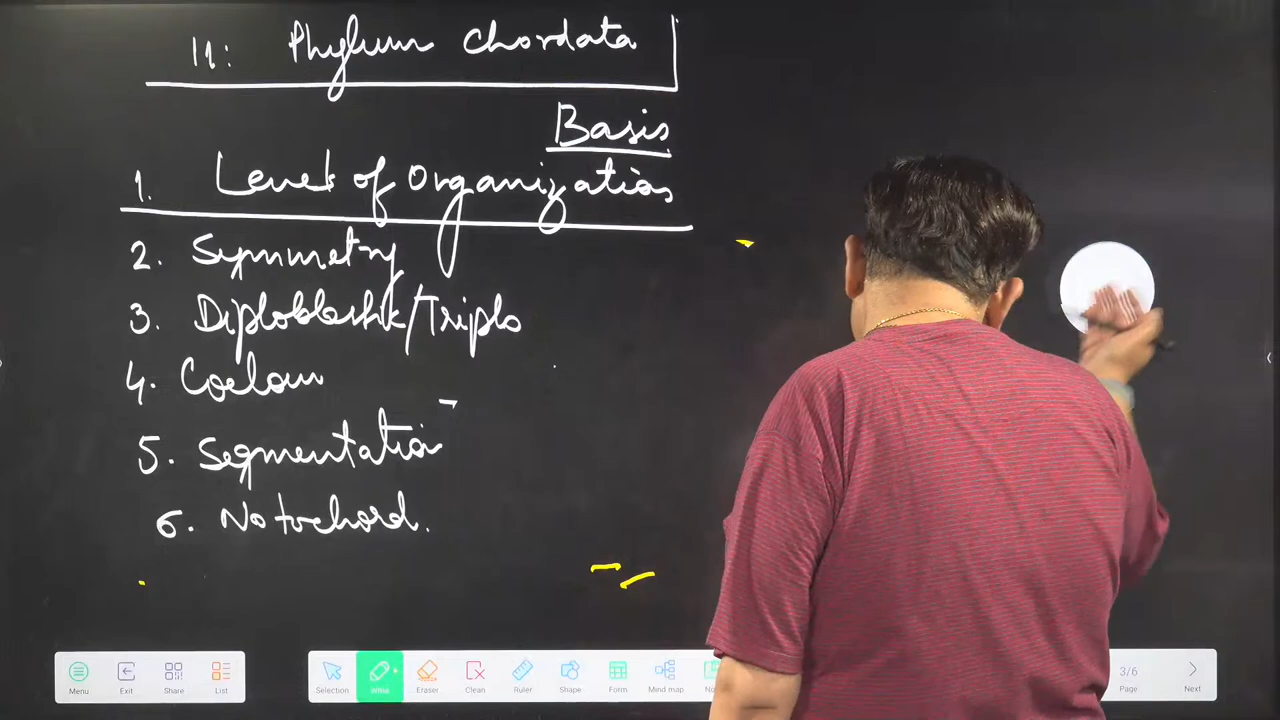 11: Phylum Chordata
Basis
1. Level of Organization
2. Symmetry
3. Diploblastic/Triplo
4. Coelom
5. Segmentation
6. Notochord.
Menu Exit Share List Selection Write Eraser Clean Ruler Shape Form Mind map 3/6 Page Next